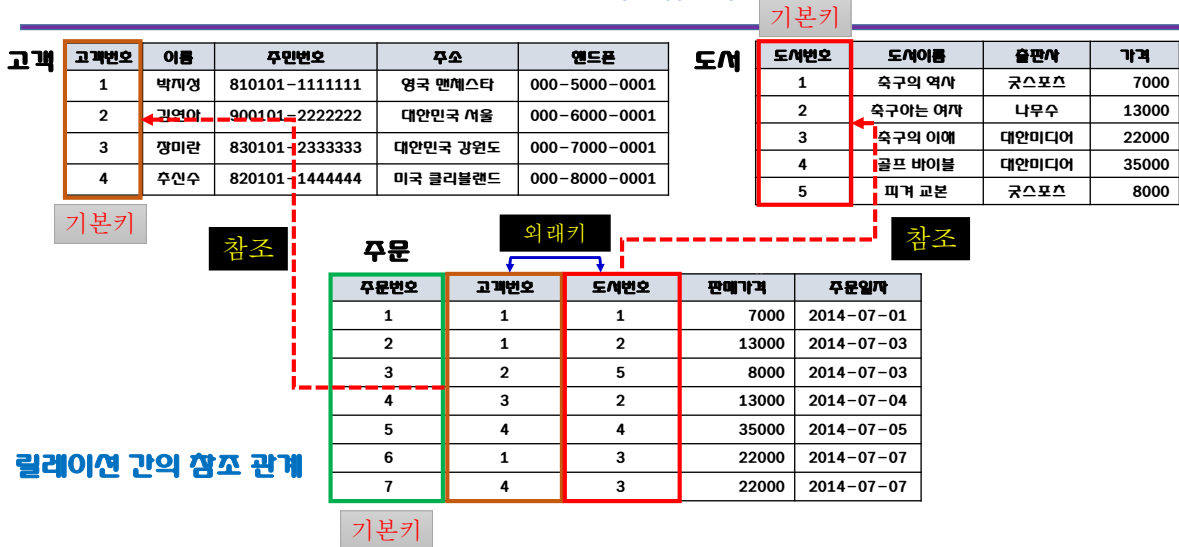 기본키
고객
고객번호 이름 주민번호 주소 핸드폰
1 박지성 810101-1111111 영국 맨체스타 000-5000-0001
2 김연아 900101-2222222 대한민국 서울 000-6000-0001
3 장미란 830101-2333333 대한민국 강원도 000-7000-0001
4 추신수 820101-1444444 미국 클리블랜드 000-8000-0001
기본키
도서
도서번호 도서이름 출판사 가격
1 축구의 역사 굿스포츠 7000
2 축구아는 여자 나무수 13000
3 축구의 이해 대한미디어 22000
4 골프 바이블 대한미디어 35000
5 피겨 교본 굿스포츠 8000
참조
외래키
참조
주문
주문번호 고객번호 도서번호 판매가격 주문일자
1 1 1 7000 2014-07-01
2 1 2 13000 2014-07-03
3 2 5 8000 2014-07-03
4 3 2 13000 2014-07-04
5 4 4 35000 2014-07-05
6 1 3 22000 2014-07-07
7 4 3 22000 2014-07-07
기본키
릴레이션 간의 참조 관계